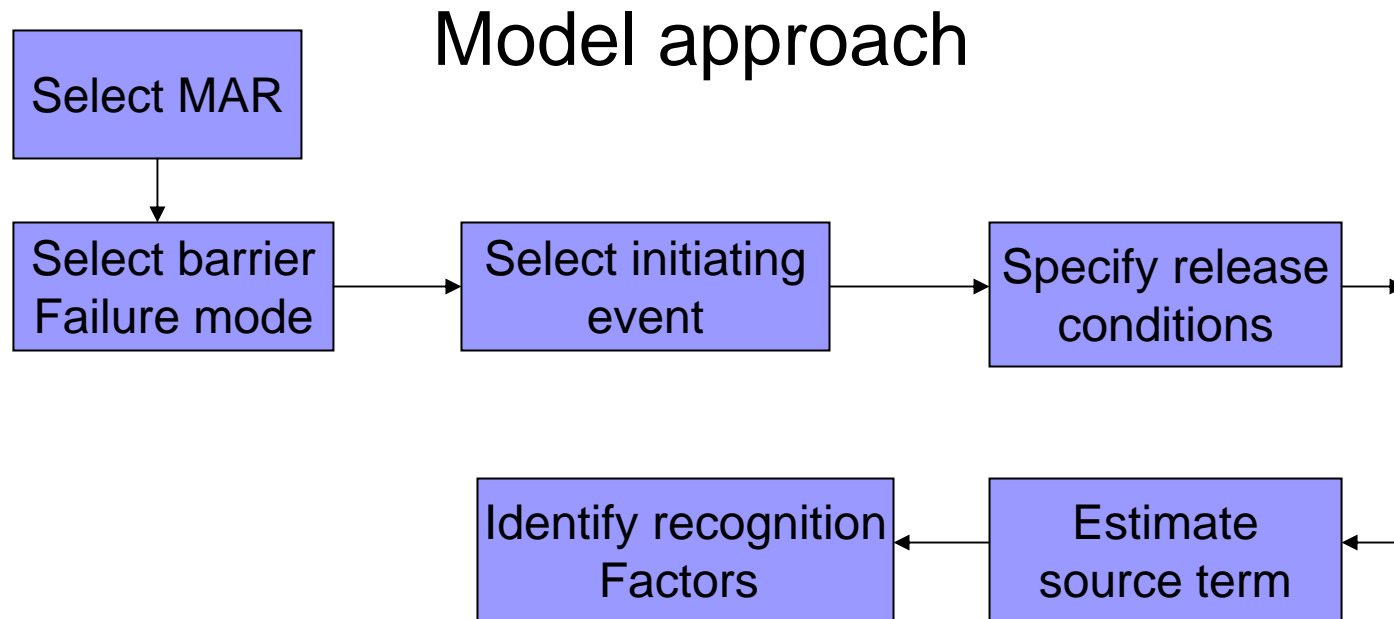 Model approach
Select MAR
Select barrier
Failure mode
Select initiating
event
Specify release
conditions
Estimate
source term
Identify recognition
Factors